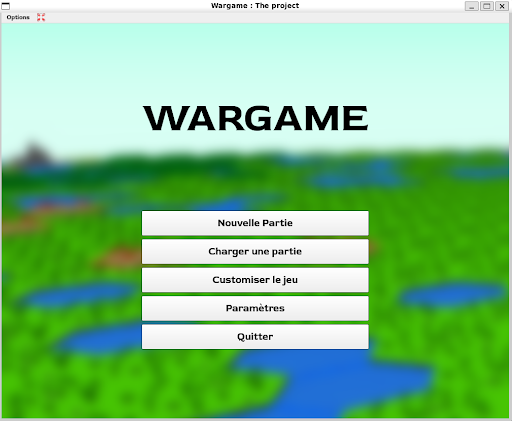 Wargame : The project
Options
WARGAME
Nouvelle Partie
Charger une partie
Customiser le jeu
Paramètres
Quitter